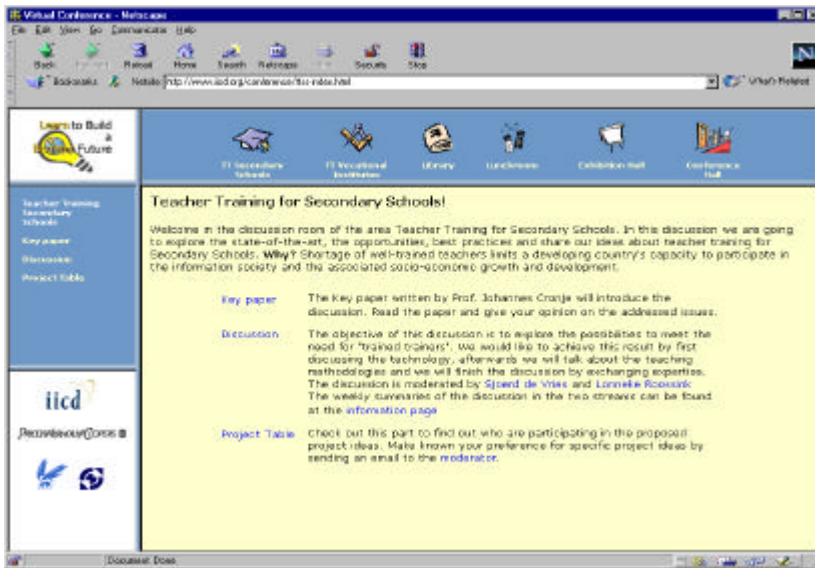 Virtual Conference - Netscape
File Edit View Go Communicator Help
Back Reload Home Search Netscape Security Stop
Bookmarks Netsite: http://www.iicd.org/conference/ttss-index.html What's Related
Learn to Build
a
Future
TT Secondary
Schools
TT Vocational
Institutes
Library
Lunchroom
Exhibition Hall
Conference
Hall
Teacher Training
Secondary
Schools
Key paper
Discussion
Project Table
iicd
Teacher Training for Secondary Schools!
Welcome in the discussion room of the area Teacher Traning for Secondary Schools. In this discussion we are going
to explore the state-of-the-art, the opportunities, best practices and share our ideas about teacher training for
Secondary Schools. Why? Shortage of well-trained teachers limits a developing country's capacity to participate in
the information society and the associated socio-economic growth and development.
Key paper The Key paper written by Prof. Johannes Cronje will introduce the
discussion. Read the paper and give your opinion on the addressed issues.
Discussion The objective of this discussion is to explore the possibilities to meet the
need for 'trained trainers'. We would like to achieve this result by first
discussing the technology, afterwards we will talk about the teaching
methodologies and we will finish the discussion by exchanging expertise.
The discussion is moderated by Sjoerd de Vries and Lonneke Roossink
The weekly summaries of the discussion in the two streams can be found
at the information page
Project Table Check out this part to find out who are participating in the proposed
project ideas. Make known your preference for specific project ideas by
sending an email to the moderator.
Document Done